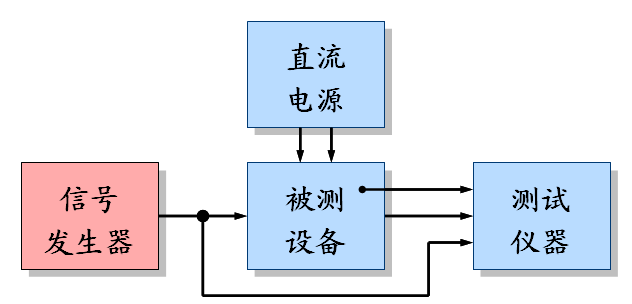 直流
电源
信号
发生器
被测
设备
测试
仪器